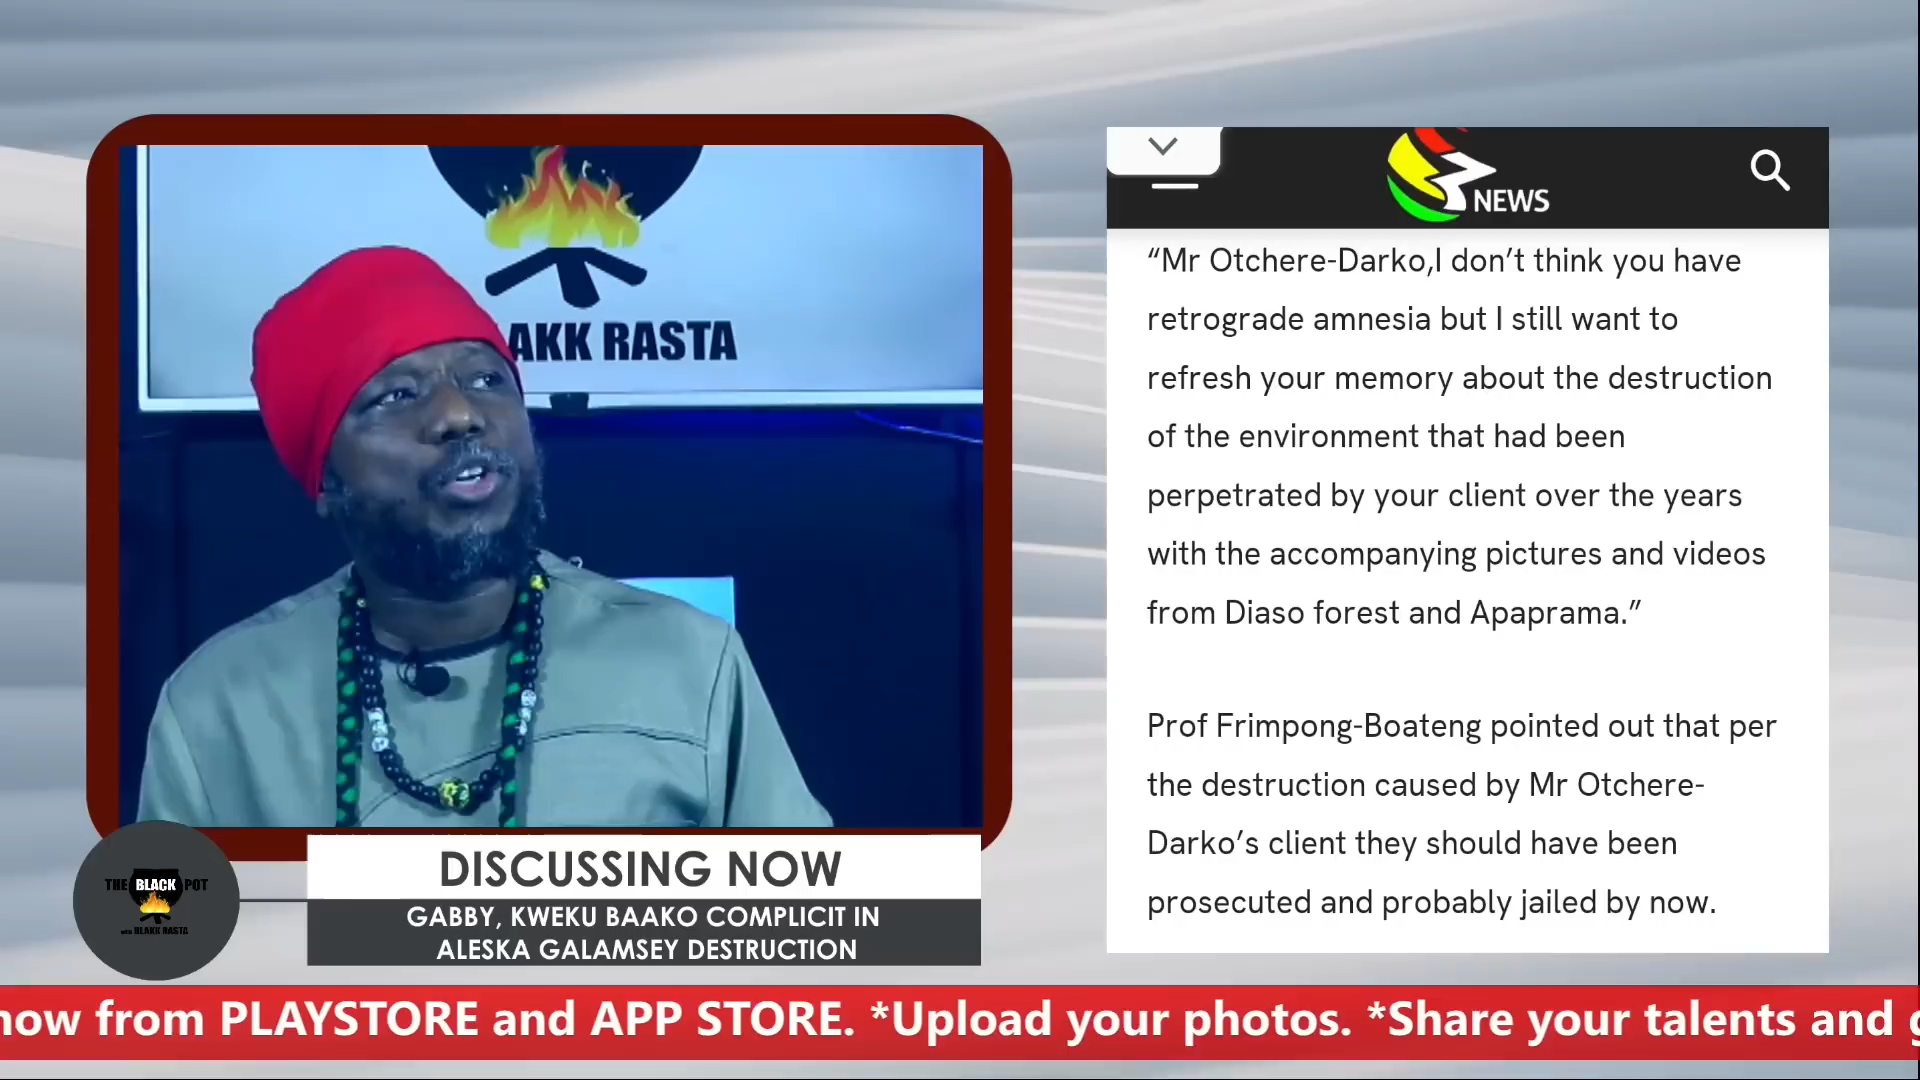 AKK RASTA
NEWS
“Mr Otchere-Darko,I don’t think you have
retrograde amnesia but I still want to
refresh your memory about the destruction
of the environment that had been
perpetrated by your client over the years
with the accompanying pictures and videos
from Diaso forest and Apaprama.”
Prof Frimpong-Boateng pointed out that per
the destruction caused by Mr Otchere-
Darko’s client they should have been
prosecuted and probably jailed by now.
THE BLACK POT
with BLAKK RASTA
DISCUSSING NOW
GABBY, KWEKU BAAKO COMPLICIT IN
ALESKA GALAMSEY DESTRUCTION
now from PLAYSTORE and APP STORE. *Upload your photos. *Share your talents and g